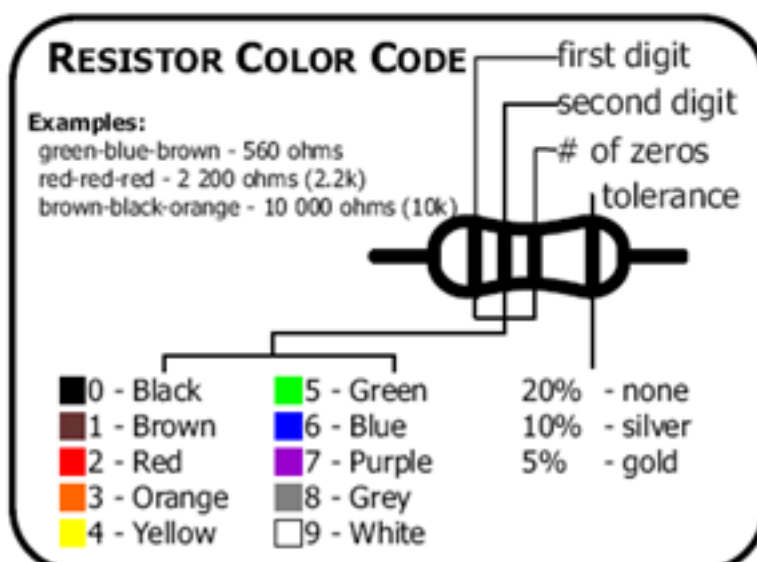 RESISTOR COLOR CODE
first digit
second digit
# of zeros
tolerance
Examples:
green-blue-brown - 560 ohms
red-red-red - 2 200 ohms (2.2k)
brown-black-orange - 10 000 ohms (10k)
0 - Black
1 - Brown
2 - Red
3 - Orange
4 - Yellow
5 - Green
6 - Blue
7 - Purple
8 - Grey
9 - White
20% - none
10% - silver
5% - gold